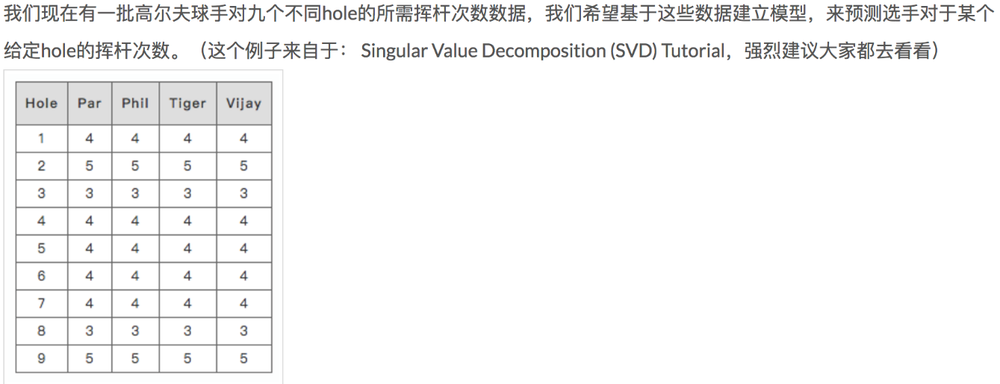 我们现在有一批高尔夫球手对九个不同hole的所需挥杆次数数据，我们希望基于这些数据建立模型，来预测选手对于某个
给定hole的挥杆次数。（这个例子来自于： Singular Value Decomposition (SVD) Tutorial，强烈建议大家都去看看）
Hole Par Phil Tiger Vijay
1 4 4 4 4
2 5 5 5 5
3 3 3 3 3
4 4 4 4 4
5 4 4 4 4
6 4 4 4 4
7 4 4 4 4
8 3 3 3 3
9 5 5 5 5